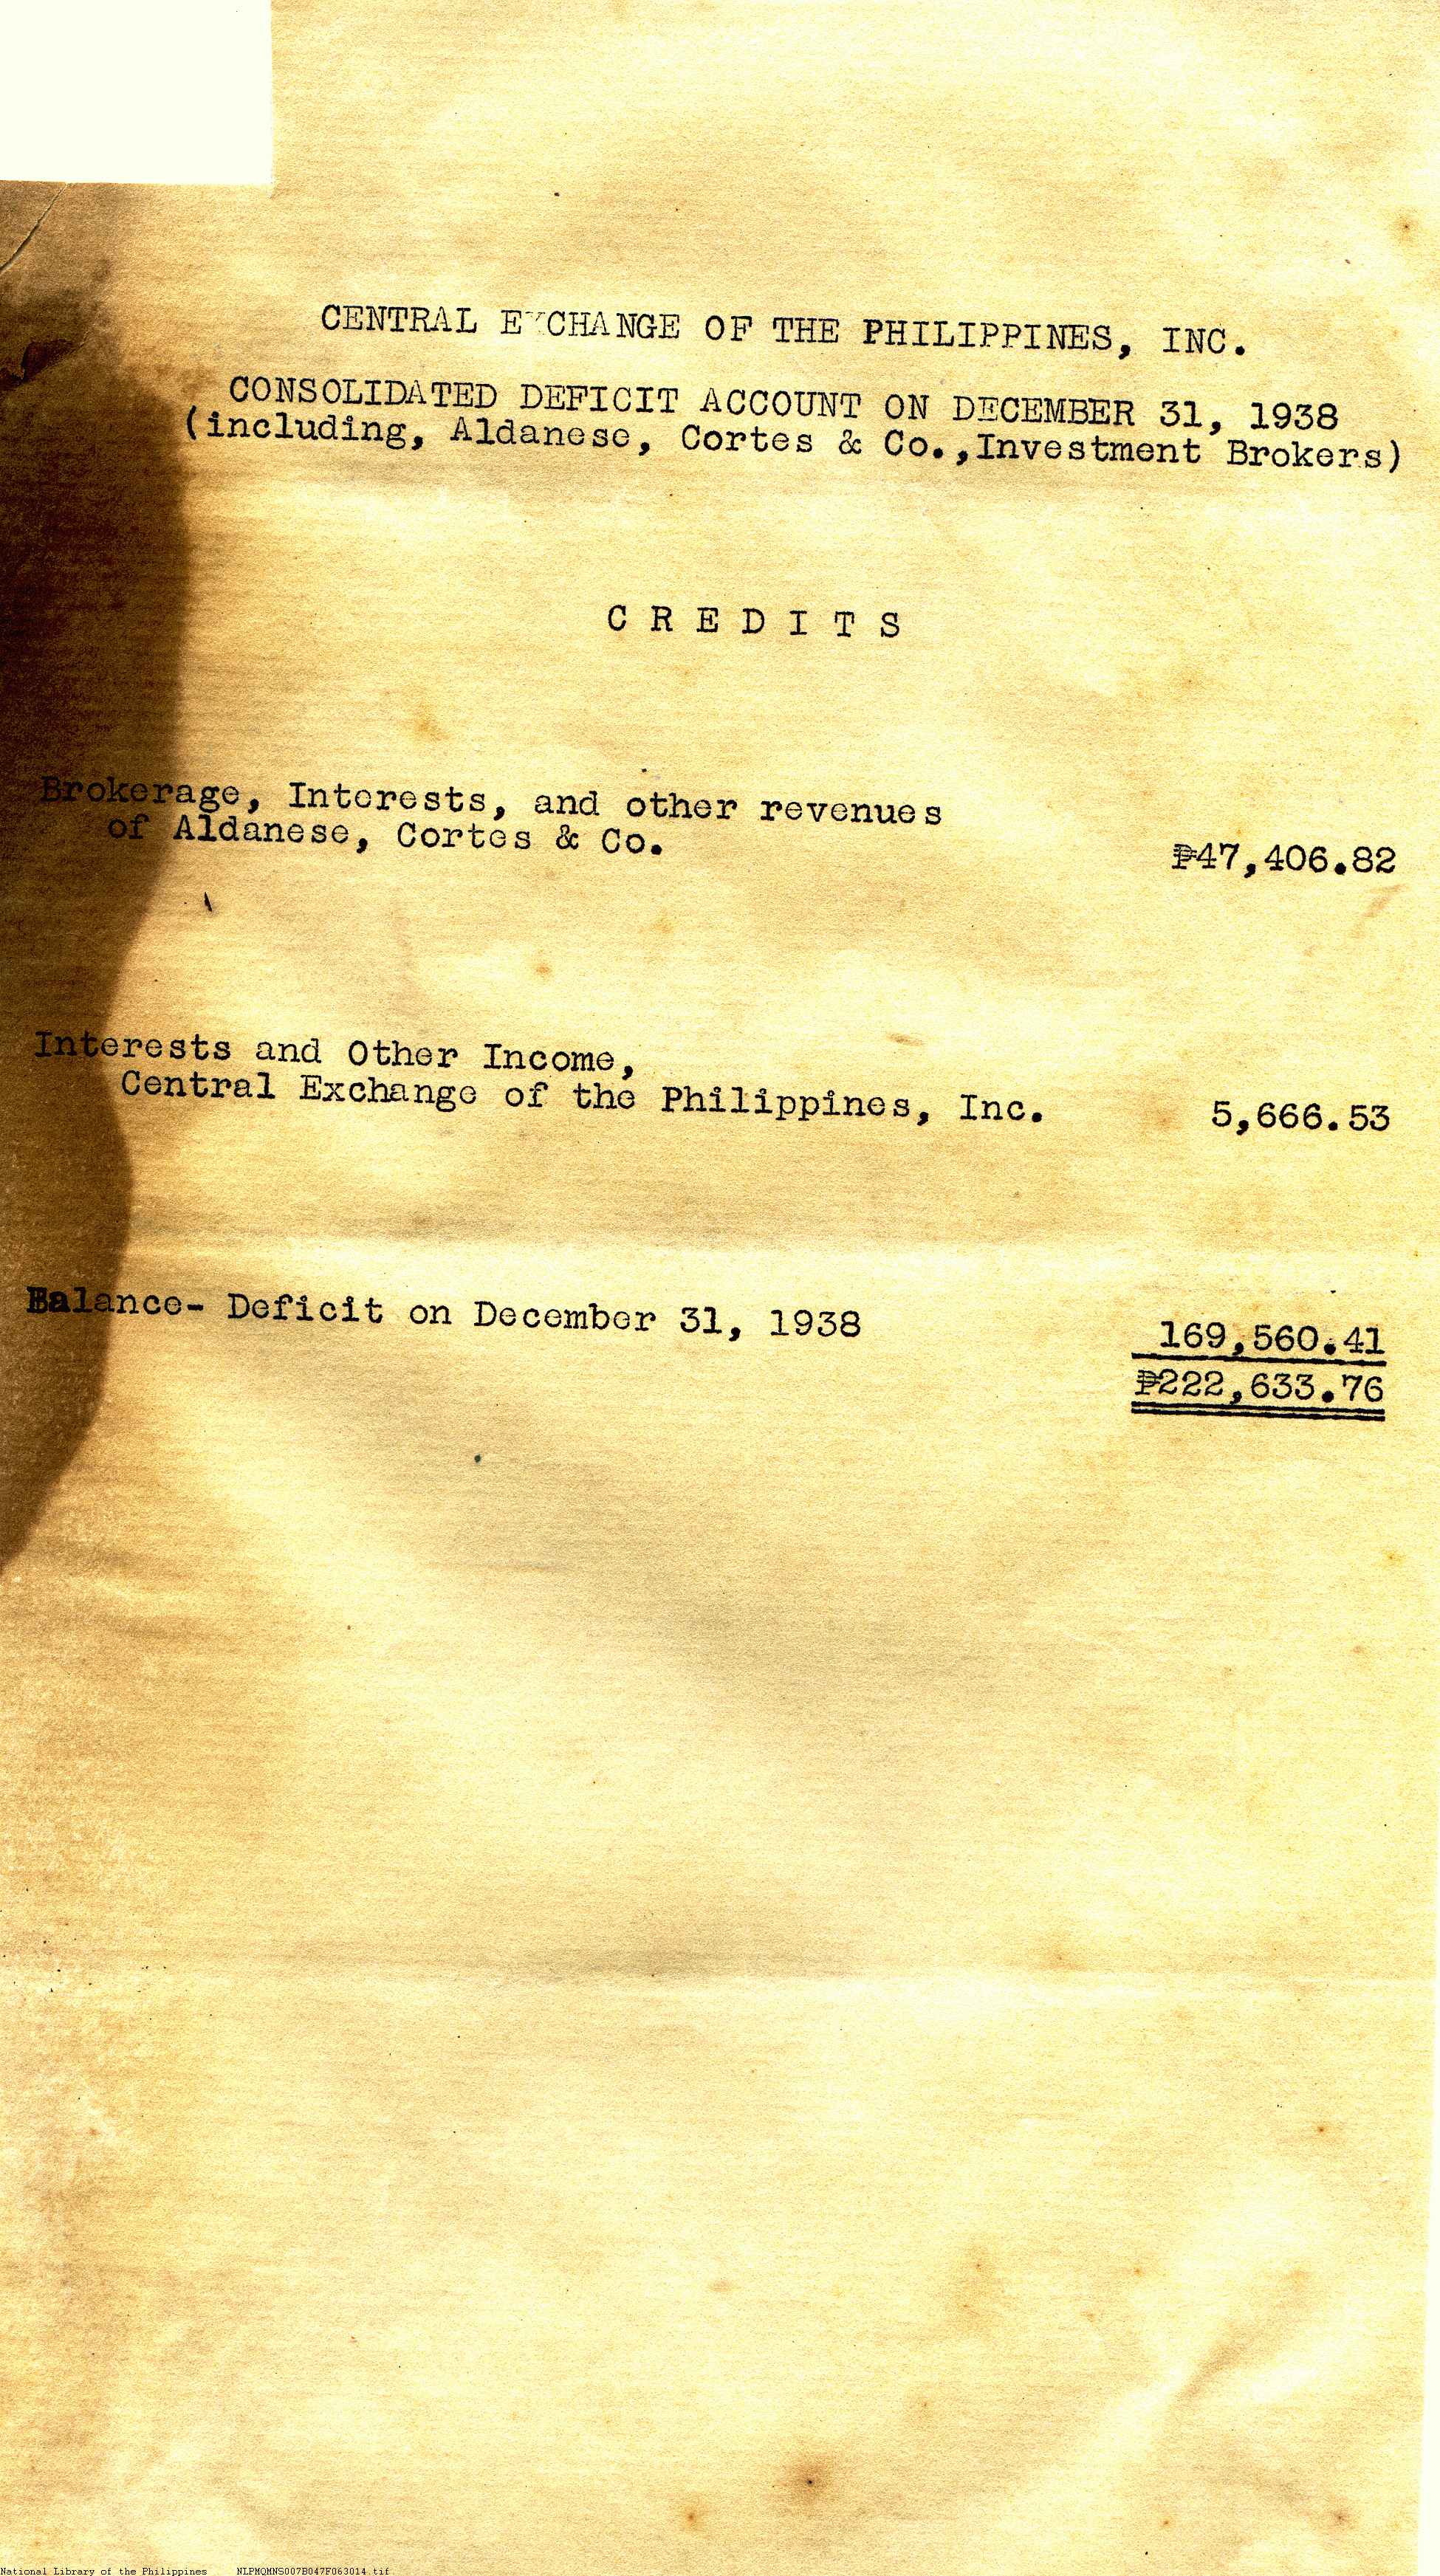 CENTRAL EXCHANGE OF THE PHILIPPINES, INC.
CONSOLIDATED DEFICIT ACCOUNT ON DECEMBER 31, 1938
(including, Aldanese, Cortes & Co.,Investment Brokers)
C R E D I T S
Brokerage, Interests, and other revenues
of Aldanese, Cortes & Co.
₱47,406.82
Interests and Other Income,
Central Exchange of the Philippines, Inc. 5,666.53
Balance- Deficit on December 31, 1938 169,560.41
₱222,633.76
National Library of the Philippines NLPMQMNS007B047F063014.tif